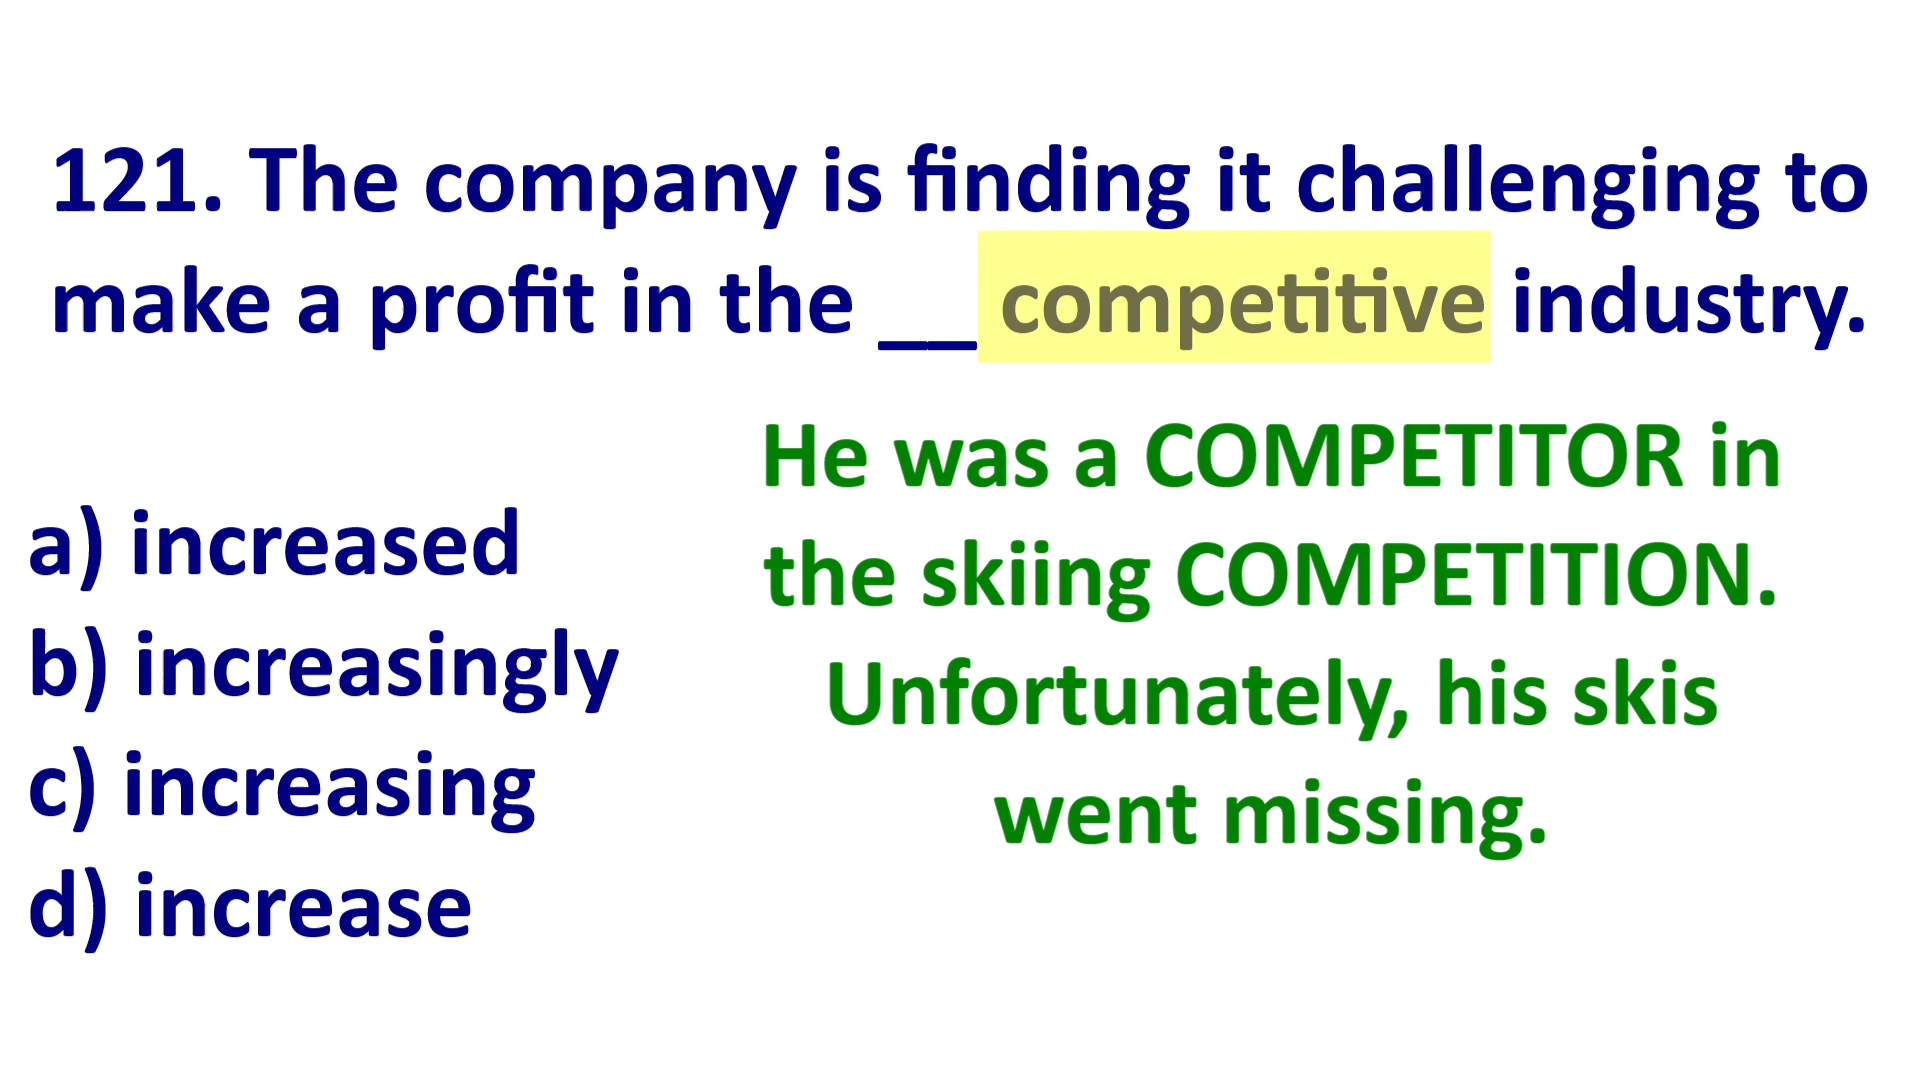 121. The company is finding it challenging to
make a profit in the __ competitive industry.
He was a COMPETITOR in
the skiing COMPETITION.
Unfortunately, his skis
went missing.
a) increased
b) increasingly
c) increasing
d) increase